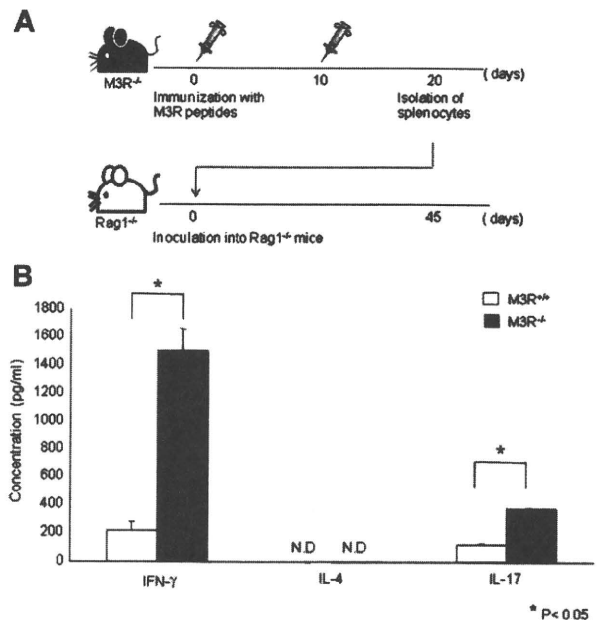 A
M3R-/-
0
10
20
(days)
Immunization with
M3R peptides
Isolation of
splenocytes
Rag1-/-
0
45
(days)
Inoculation into Rag1-/- mice
B
Concentration (pg/ml)
1800
1600
1400
1200
1000
800
600
400
200
0
*
N.D
N.D
*
M3R+/+
M3R-/-
IFN-γ
IL-4
IL-17
* P< 0 05